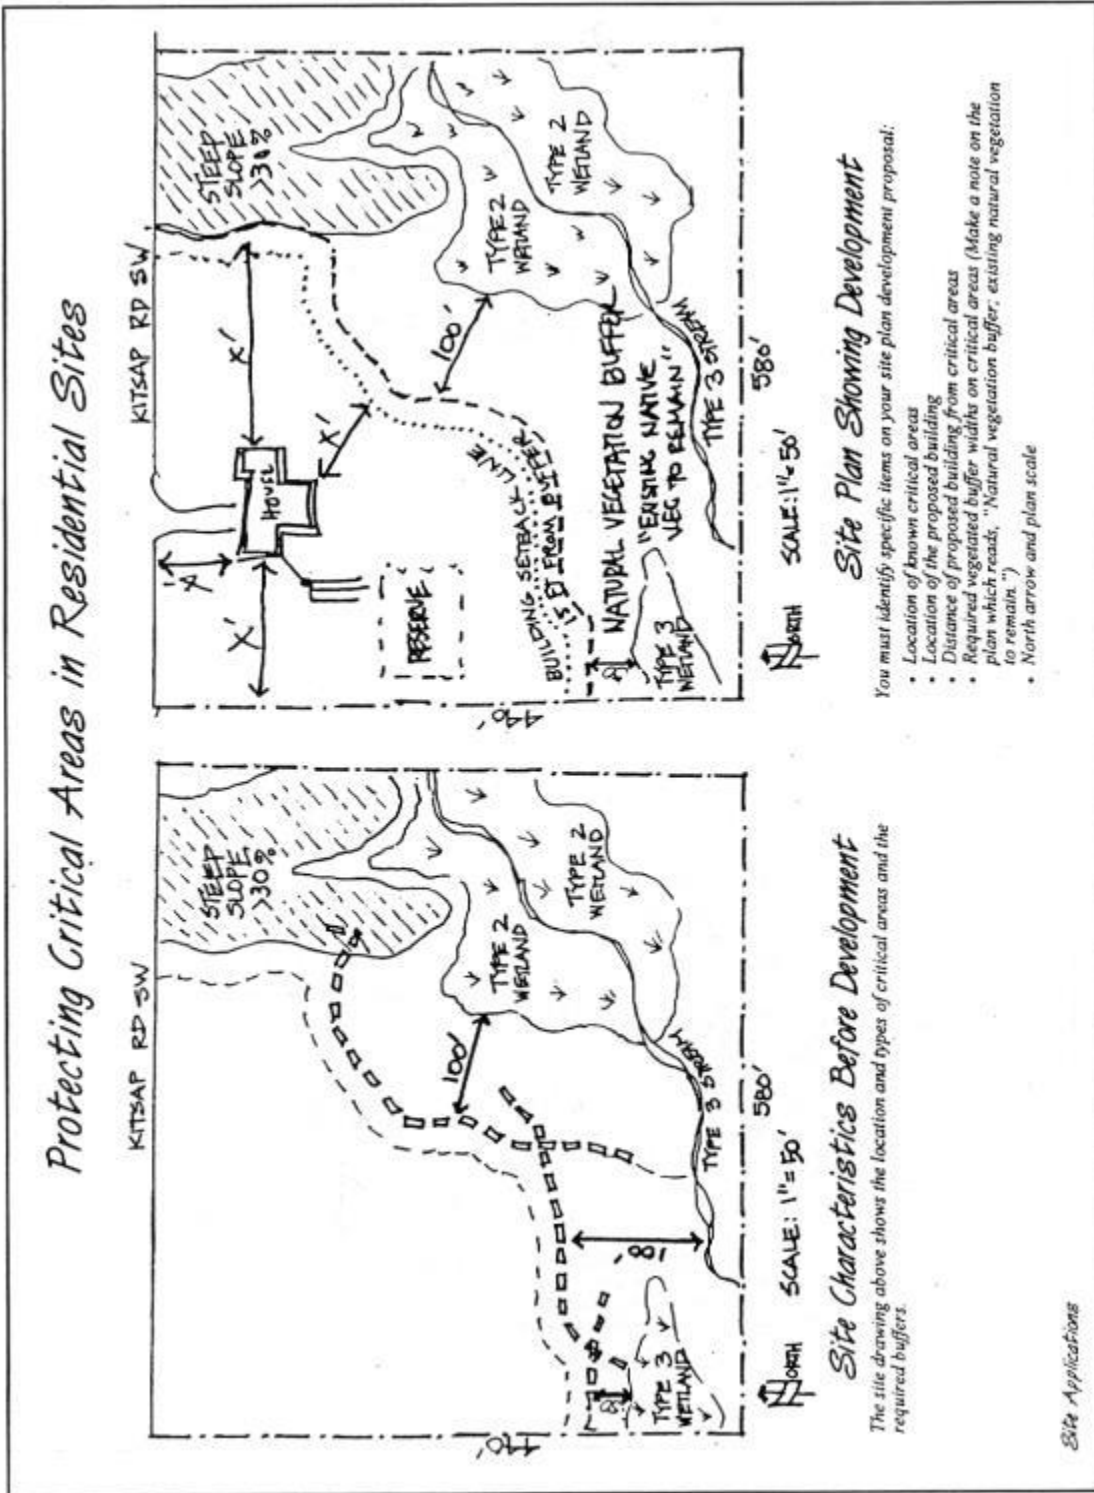 Protecting Critical Areas in Residential Sites
KITSAP RD SW
STEEP
SLOPE
>30%
TYPE 2
WETLAND
TYPE 2
WETLAND
100'
100'
TYPE 3
WETLAND
TYPE 3 STREAM
440'
580'
NORTH
SCALE: 1"=50'
Site Characteristics Before Development
The site drawing above shows the location and types of critical areas and the
required buffers.
KITSAP RD SW
STEEP
SLOPE
>30%
X'
X'
X'
HOUSE
RESERVE
BUILDING SETBACK LINE
15 FT FROM BUFFER
100'
TYPE 2
WETLAND
TYPE 2
WETLAND
NATURAL VEGETATION BUFFER
"EXISTING NATIVE
VEG TO REMAIN"
TYPE 3
WETLAND
TYPE 3 STREAM
440'
580'
NORTH
SCALE: 1"=50'
Site Plan Showing Development
You must identify specific items on your site plan development proposal:
• Location of known critical areas
• Location of the proposed building
• Distance of proposed building from critical areas
• Required vegetated buffer widths on critical areas (Make a note on the
plan which reads, "Natural vegetation buffer; existing natural vegetation
to remain.")
• North arrow and plan scale
Site Applications